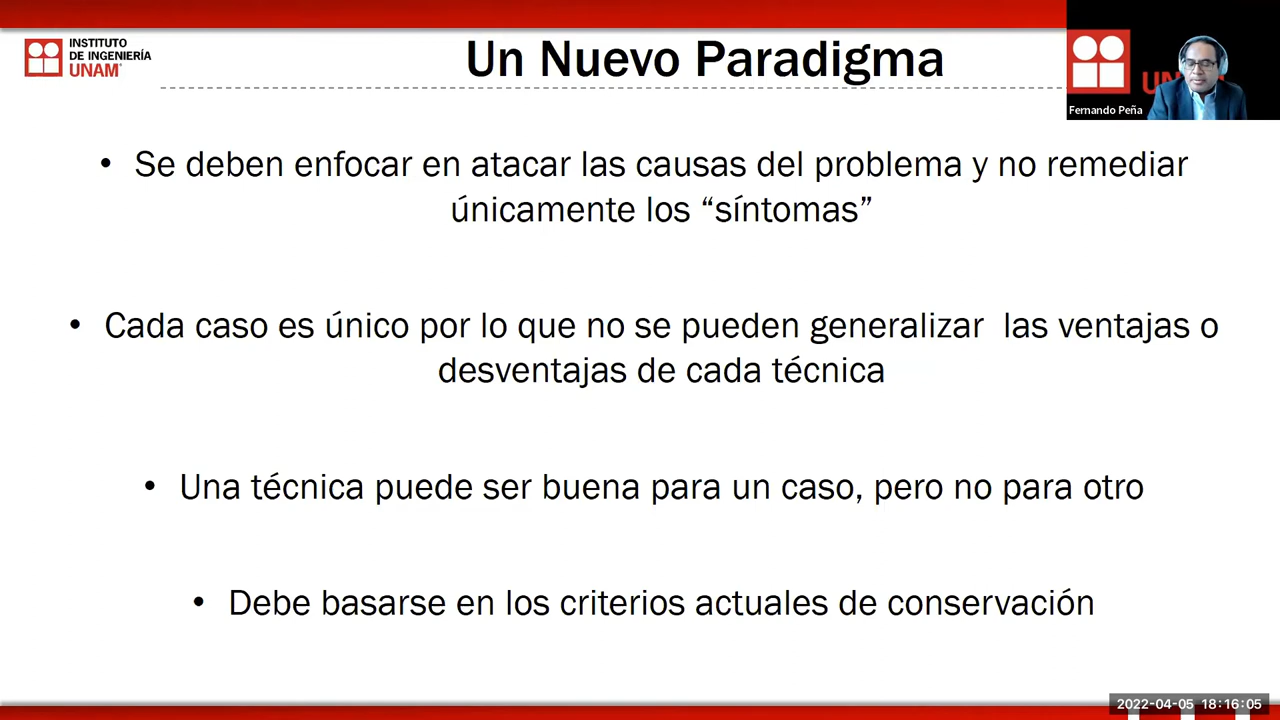 INSTITUTO
DE INGENIERÍA
UNAM
Un Nuevo Paradigma
Fernando Peña
• Se deben enfocar en atacar las causas del problema y no remediar
únicamente los “síntomas”
• Cada caso es único por lo que no se pueden generalizar las ventajas o
desventajas de cada técnica
• Una técnica puede ser buena para un caso, pero no para otro
• Debe basarse en los criterios actuales de conservación
2022-04-05 18:16:05